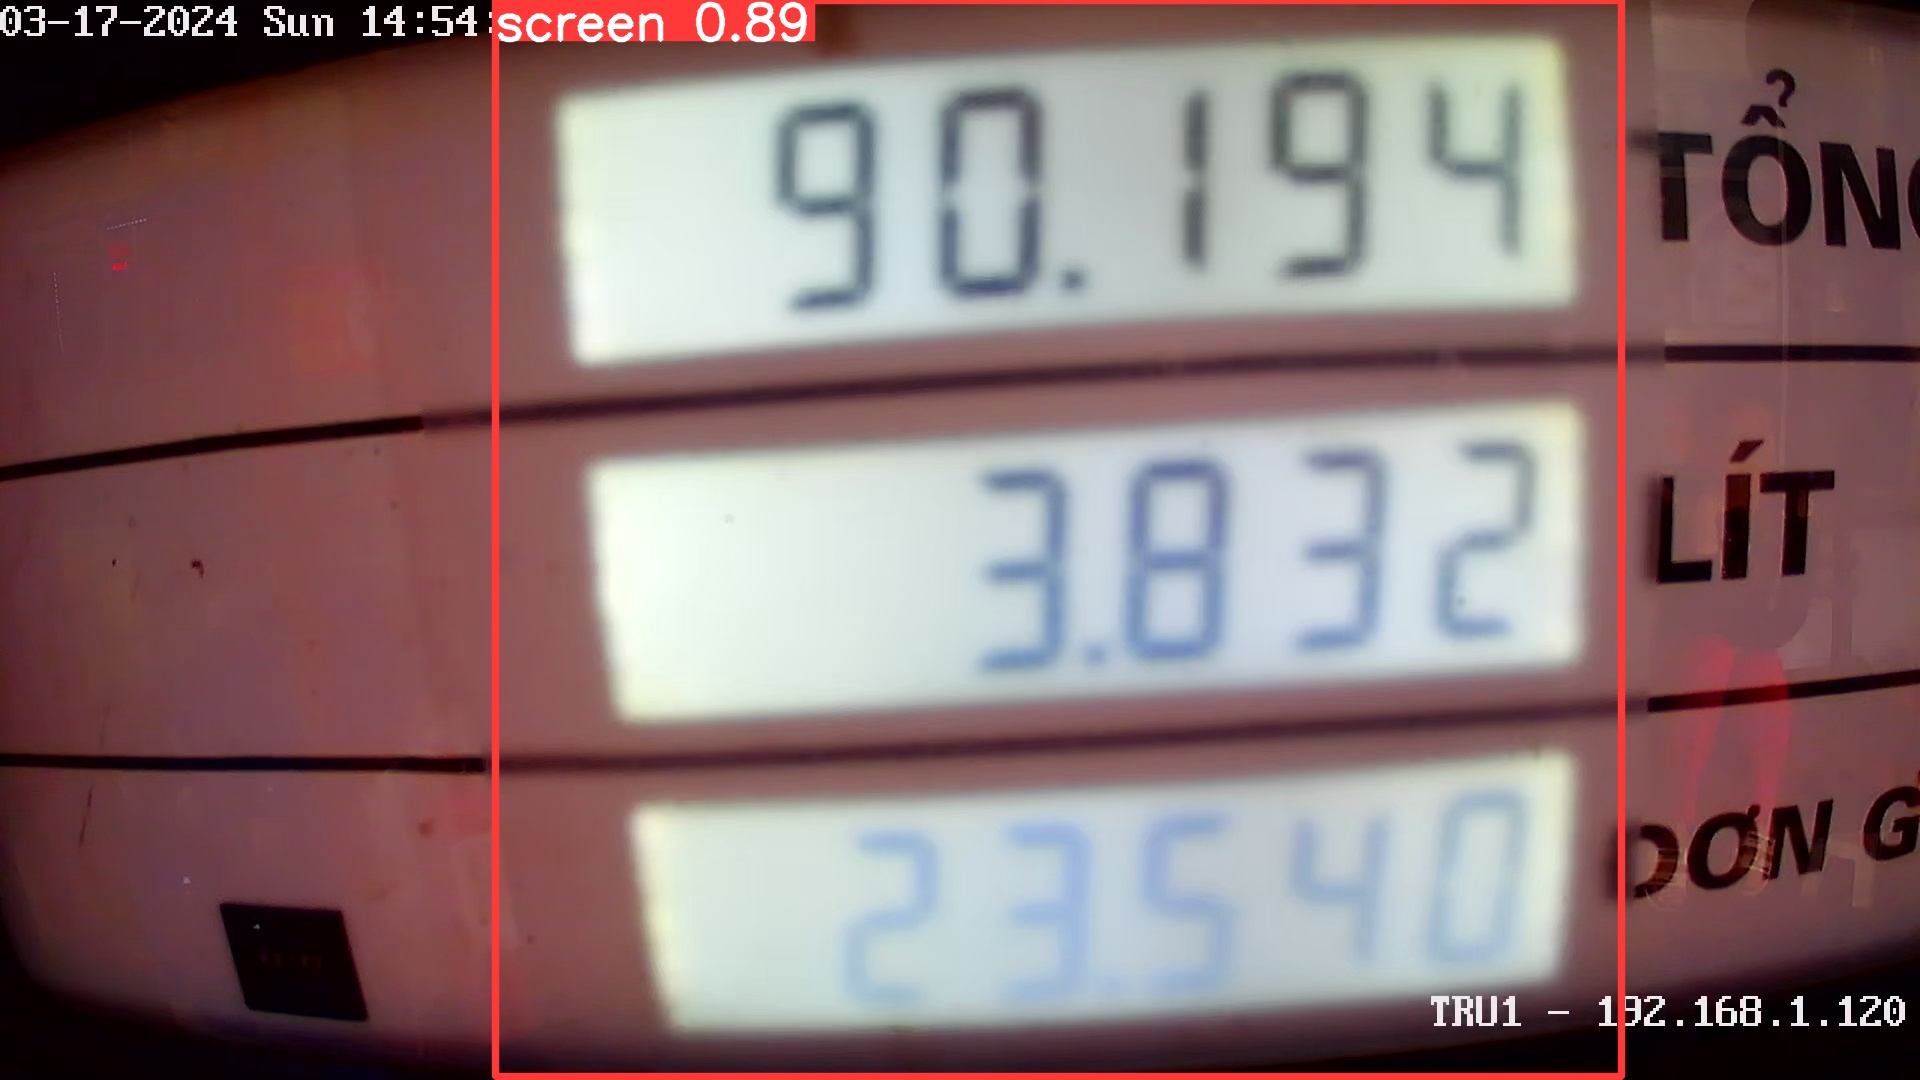 03-17-2024 Sun 14:54:
screen 0.89
90.194
TỔNG
3.832
LÍT
23.540
ĐƠN G
TRU1 - 192.168.1.120